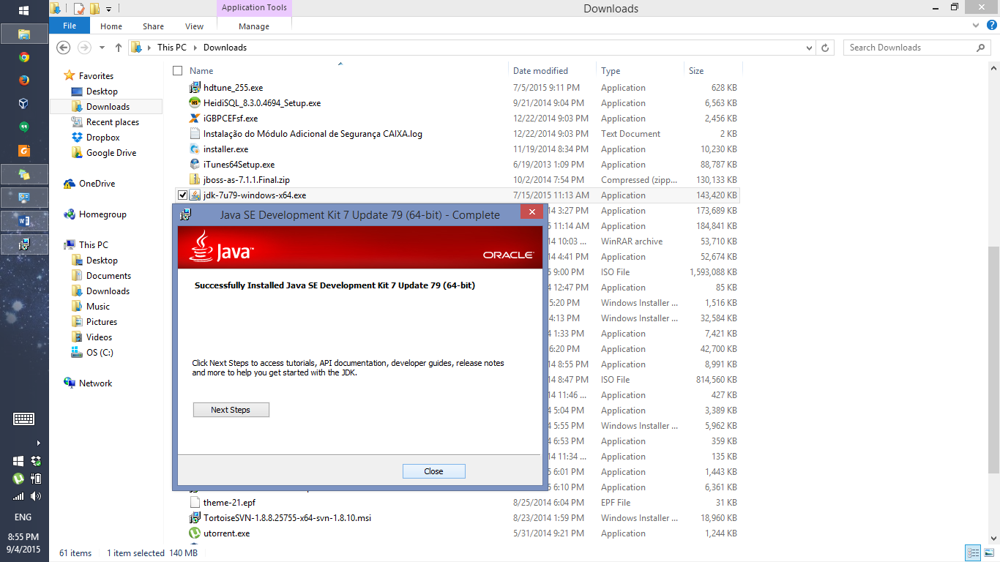 Application Tools
Downloads
File Home Share View Manage
This PC Downloads
Search Downloads
Favorites
Desktop
Downloads
Recent places
Dropbox
Google Drive
OneDrive
Homegroup
This PC
Desktop
Documents
Downloads
Music
Pictures
Videos
OS (C:)
Network
Name Date modified Type Size
hdtune_255.exe 7/5/2015 9:11 PM Application 628 KB
HeidiSQL_8.3.0.4694_Setup.exe 9/21/2014 9:04 PM Application 6,563 KB
iGBPCEFsf.exe 12/22/2014 9:03 PM Application 2,456 KB
Instalação do Módulo Adicional de Segurança CAIXA.log 12/22/2014 9:03 PM Text Document 2 KB
installer.exe 11/19/2014 8:34 PM Application 10,230 KB
iTunes64Setup.exe 6/19/2013 1:09 PM Application 88,787 KB
jboss-as-7.1.1.Final.zip 10/2/2014 7:54 PM Compressed (zipp... 130,133 KB
jdk-7u79-windows-x64.exe 7/15/2015 11:13 AM Application 143,420 KB
4 3:27 PM Application 173,689 KB
5 11:14 AM Application 184,841 KB
14 10:03 ... WinRAR archive 53,710 KB
4 4:41 PM Application 52,674 KB
5 9:00 PM ISO File 1,593,088 KB
4 12:47 PM Application 85 KB
5:20 PM Windows Installer ... 1,516 KB
4:13 PM Windows Installer ... 32,584 KB
4 1:33 PM Application 7,421 KB
6:20 PM Application 42,700 KB
4 8:55 PM Application 8,991 KB
4 8:47 PM ISO File 814,560 KB
14 11:46 ... Application 427 KB
4 5:04 PM Application 3,389 KB
4 5:55 PM Windows Installer ... 5,962 KB
4 6:53 PM Application 359 KB
14 11:34 ... Application 135 KB
5 6:01 PM Application 1,443 KB
5 6:10 PM Application 6,361 KB
theme-21.epf 8/25/2014 6:04 PM EPF File 31 KB
TortoiseSVN-1.8.8.25755-x64-svn-1.8.10.msi 8/23/2014 1:59 PM Windows Installer ... 18,960 KB
utorrent.exe 5/31/2014 9:21 PM Application 1,244 KB
Java SE Development Kit 7 Update 79 (64-bit) - Complete
Java™
ORACLE®
Successfully Installed Java SE Development Kit 7 Update 79 (64-bit)
Click Next Steps to access tutorials, API documentation, developer guides, release notes
and more to help you get started with the JDK.
Next Steps
Close
61 items 1 item selected 140 MB
ENG
8:55 PM
9/4/2015